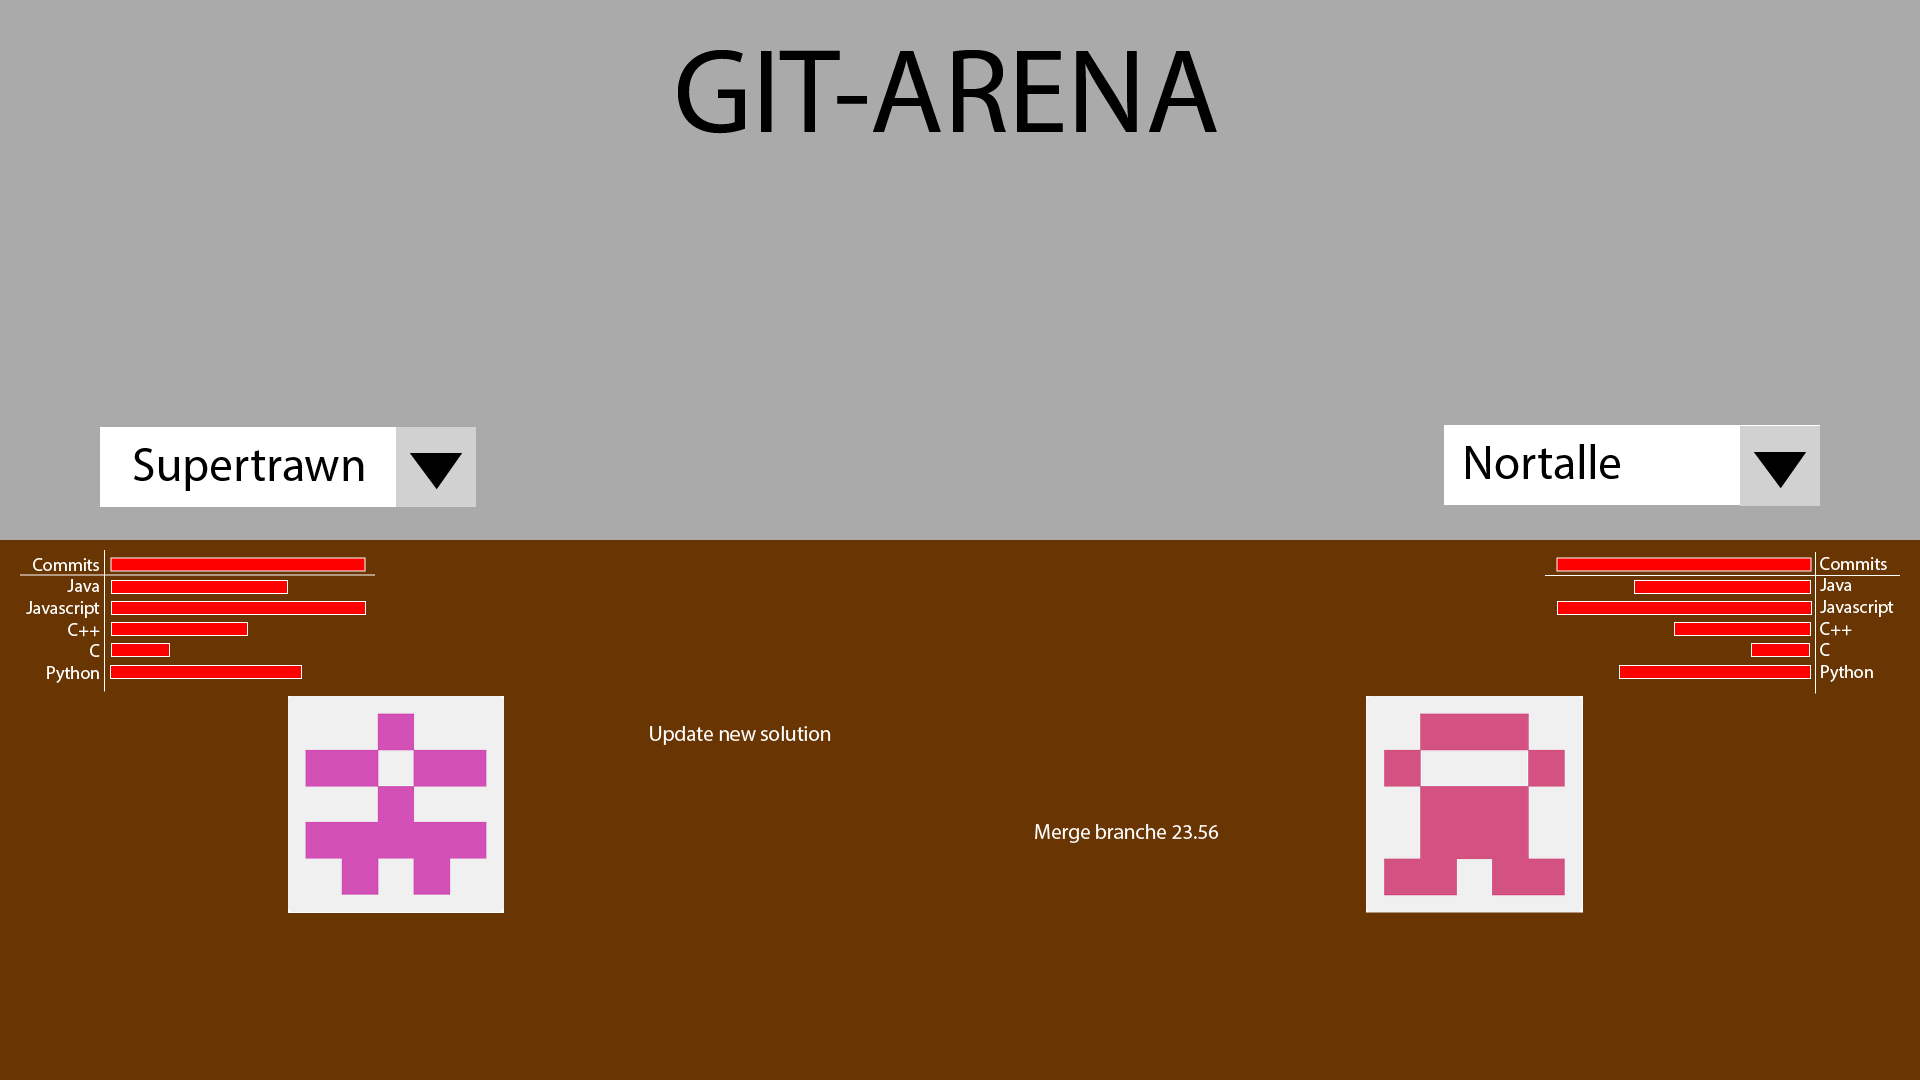 GIT-ARENA
Supertrawn
Nortalle
Commits
Java
Javascript
C++
C
Python
Commits
Java
Javascript
C++
C
Python
Update new solution
Merge branche 23.56